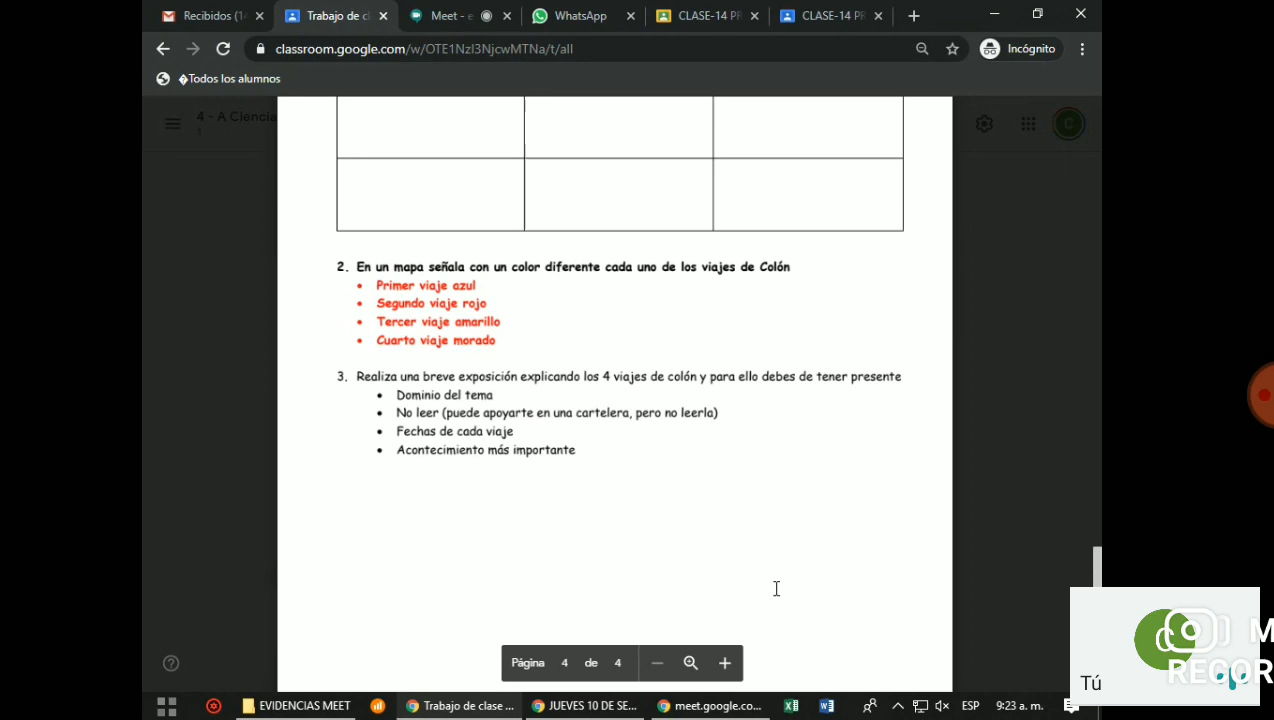 Recibidos (1
Trabajo de cl
Meet - e
WhatsApp
CLASE-14 PR
CLASE-14 PR
classroom.google.com/w/OTE1NzI3NjcwMTNa/t/all
Incógnito
�Todos los alumnos
4 - A Ciencia
1
C
2. En un mapa señala con un color diferente cada uno de los viajes de Colón
• Primer viaje azul
• Segundo viaje rojo
• Tercer viaje amarillo
• Cuarto viaje morado
3. Realiza una breve exposición explicando los 4 viajes de colón y para ello debes de tener presente
• Dominio del tema
• No leer (puede apoyarte en una cartelera, pero no leerla)
• Fechas de cada viaje
• Acontecimiento más importante
Página 4 de 4
C
M
RECOR
Tú
EVIDENCIAS MEET
Trabajo de clase ...
JUEVES 10 DE SE...
meet.google.co...
ESP
9:23 a. m.